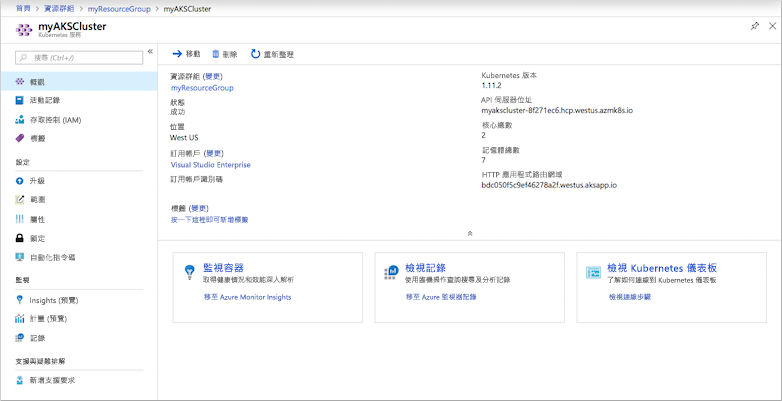 首頁 > 資源群組 > myResourceGroup > myAKSCluster
myAKSCluster
Kubernetes 服務
搜尋 (Ctrl+/)
概觀
活動記錄
存取控制 (IAM)
標籤
設定
升級
範圍
屬性
鎖定
自動化指令碼
監視
Insights (預覽)
計量 (預覽)
記錄
支援與疑難排解
新增支援要求
移動 刪除 重新整理
資源群組 (變更)
myResourceGroup
狀態
成功
位置
West US
訂用帳戶 (變更)
Visual Studio Enterprise
訂用帳戶識別碼
標籤 (變更)
按一下這裡即可新增標籤
Kubernetes 版本
1.11.2
API 伺服器位址
myakscluster-8f271ec6.hcp.westus.azmk8s.io
核心總數
2
記憶體總數
7
HTTP 應用程式路由網域
bdc050f5c9ef46278a2f.westus.aksapp.io
監視容器
取得健康情況和效能深入解析
移至 Azure Monitor Insights
檢視記錄
使用臨機操作查詢搜尋及分析記錄
移至 Azure 監視器記錄
檢視 Kubernetes 儀表板
了解如何連線到 Kubernetes 儀表板
檢視連線步驟